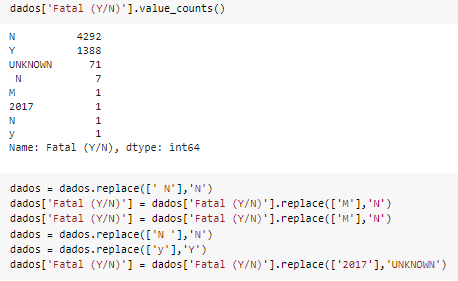 dados['Fatal (Y/N)'].value_counts()
N 4292
Y 1388
UNKNOWN 71
 N 7
M 1
2017 1
N 1
y 1
Name: Fatal (Y/N), dtype: int64
dados = dados.replace([' N'],'N')
dados['Fatal (Y/N)'] = dados['Fatal (Y/N)'].replace(['M'],'N')
dados['Fatal (Y/N)'] = dados['Fatal (Y/N)'].replace(['M'],'N')
dados = dados.replace(['N '],'N')
dados = dados.replace(['y'],'Y')
dados['Fatal (Y/N)'] = dados['Fatal (Y/N)'].replace(['2017'],'UNKNOWN')